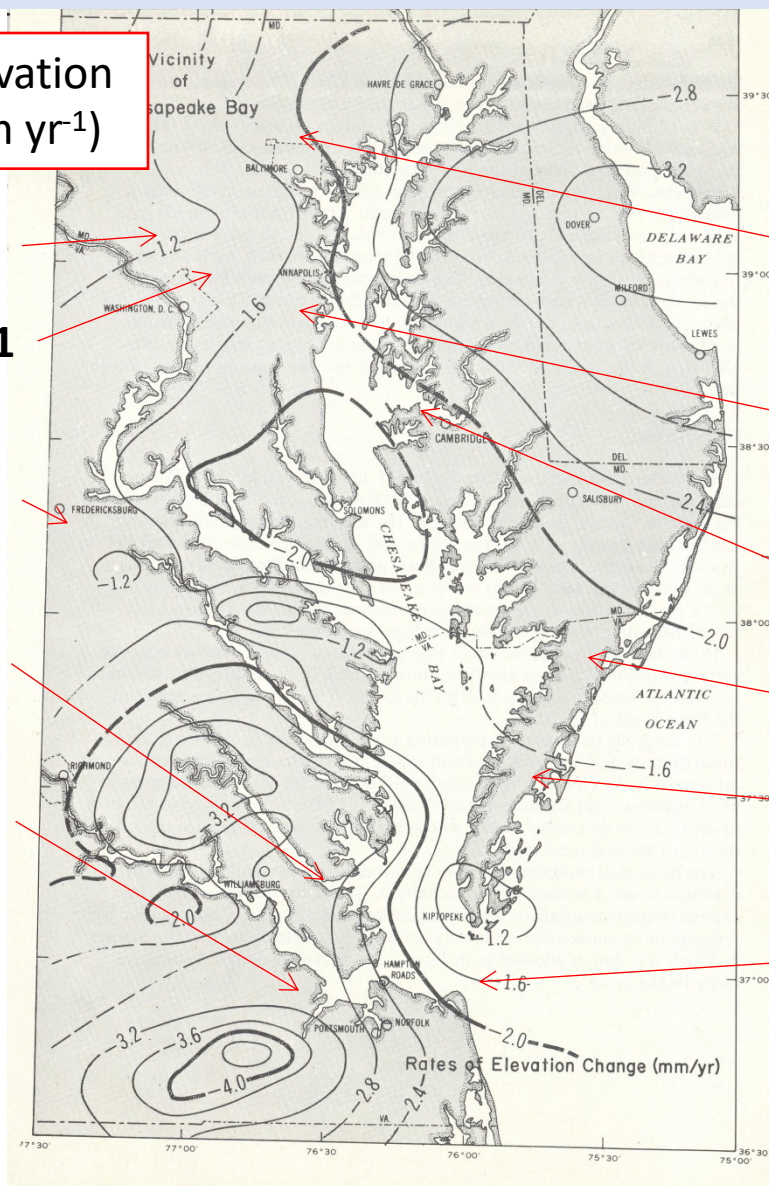 vation
n yr-1)
Vicinity
of
sapeake Bay
MD.
HAVRE DE GRACE
39°30'
-2.8
-3.2
BALTIMORE
DEL.
MD.
DOVER
DELAWARE
BAY
MD.
VA.
-1.2
39°00'
ANNAPOLIS
MILFORD
WASHINGTON, D.C.
-1.6
LEWES
1
38°30'
CAMBRIDGE
DEL.
MD.
-2.4
SALISBURY
FREDERICKSBURG
SOLOMONS
-2.0
CHESAPEAKE
BAY
-1.2
38°00'
-1.2
MD.
VA.
MD.
VA.
-2.0
ATLANTIC
OCEAN
-1.6
RICHMOND
37°30'
-3.2
WILLIAMSBURG
-2.0
KIPTOPEKE
-1.2
HAMPTON
ROADS
-1.6
37°00'
PORTSMOUTH
NORFOLK
-2.0
-3.2
-3.6
-4.0
-2.8
-2.4
Rates of Elevation Change (mm/yr)
VA.
77°30'
77°00'
76°30'
76°00'
75°30'
75°00'
36°30'